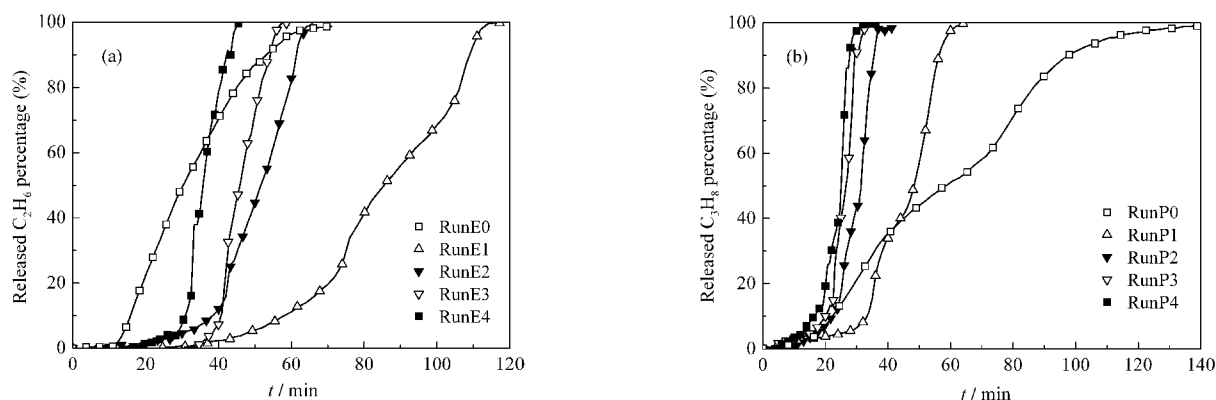 (a)
Released C₂H₆ percentage (%)
100
80
60
40
20
0
0 20 40 60 80 100 120
t / min
RunE0
RunE1
RunE2
RunE3
RunE4
(b)
Released C₃H₈ percentage (%)
100
80
60
40
20
0
0 20 40 60 80 100 120 140
t / min
RunP0
RunP1
RunP2
RunP3
RunP4